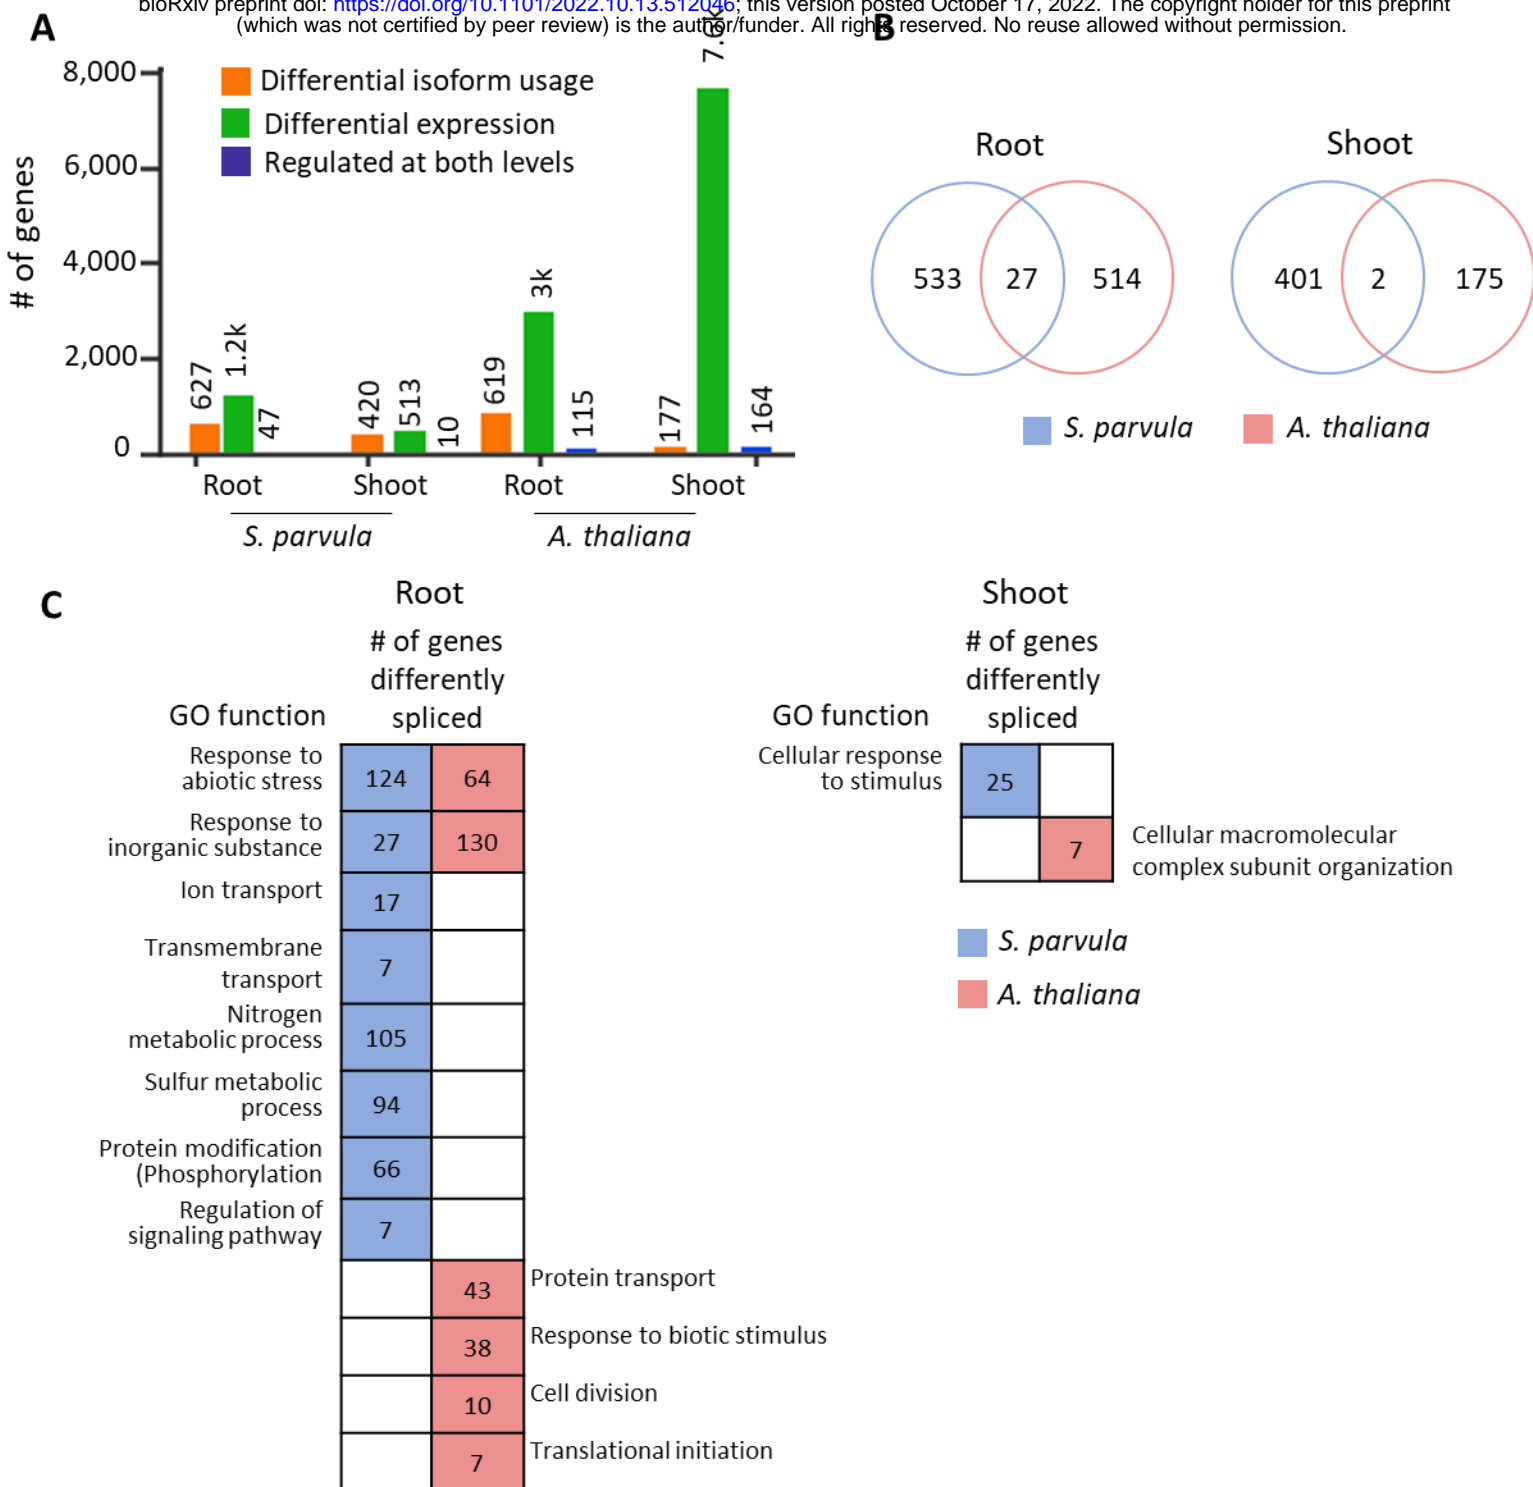 bioRxiv preprint doi: https://doi.org/10.1101/2022.10.13.512046; this version posted October 17, 2022. The copyright holder for this preprint
(which was not certified by peer review) is the author/funder. All rights reserved. No reuse allowed without permission.
A
8,000
6,000
4,000
2,000
0
# of genes
Differential isoform usage
Differential expression
Regulated at both levels
627
1.2k
47
420
513
10
619
3k
115
177
7.6k
164
Root
Shoot
Root
Shoot
S. parvula
A. thaliana
B
Root
Shoot
533
27
514
401
2
175
S. parvula
A. thaliana
C
Root
# of genes
differently
spliced
GO function
Response to
abiotic stress
124
64
Response to
inorganic substance
27
130
Ion transport
17
Transmembrane
transport
7
Nitrogen
metabolic process
105
Sulfur metabolic
process
94
Protein modification
(Phosphorylation
66
Regulation of
signaling pathway
7
43
Protein transport
38
Response to biotic stimulus
10
Cell division
7
Translational initiation
Shoot
# of genes
differently
spliced
GO function
Cellular response
to stimulus
25
7
Cellular macromolecular
complex subunit organization
S. parvula
A. thaliana